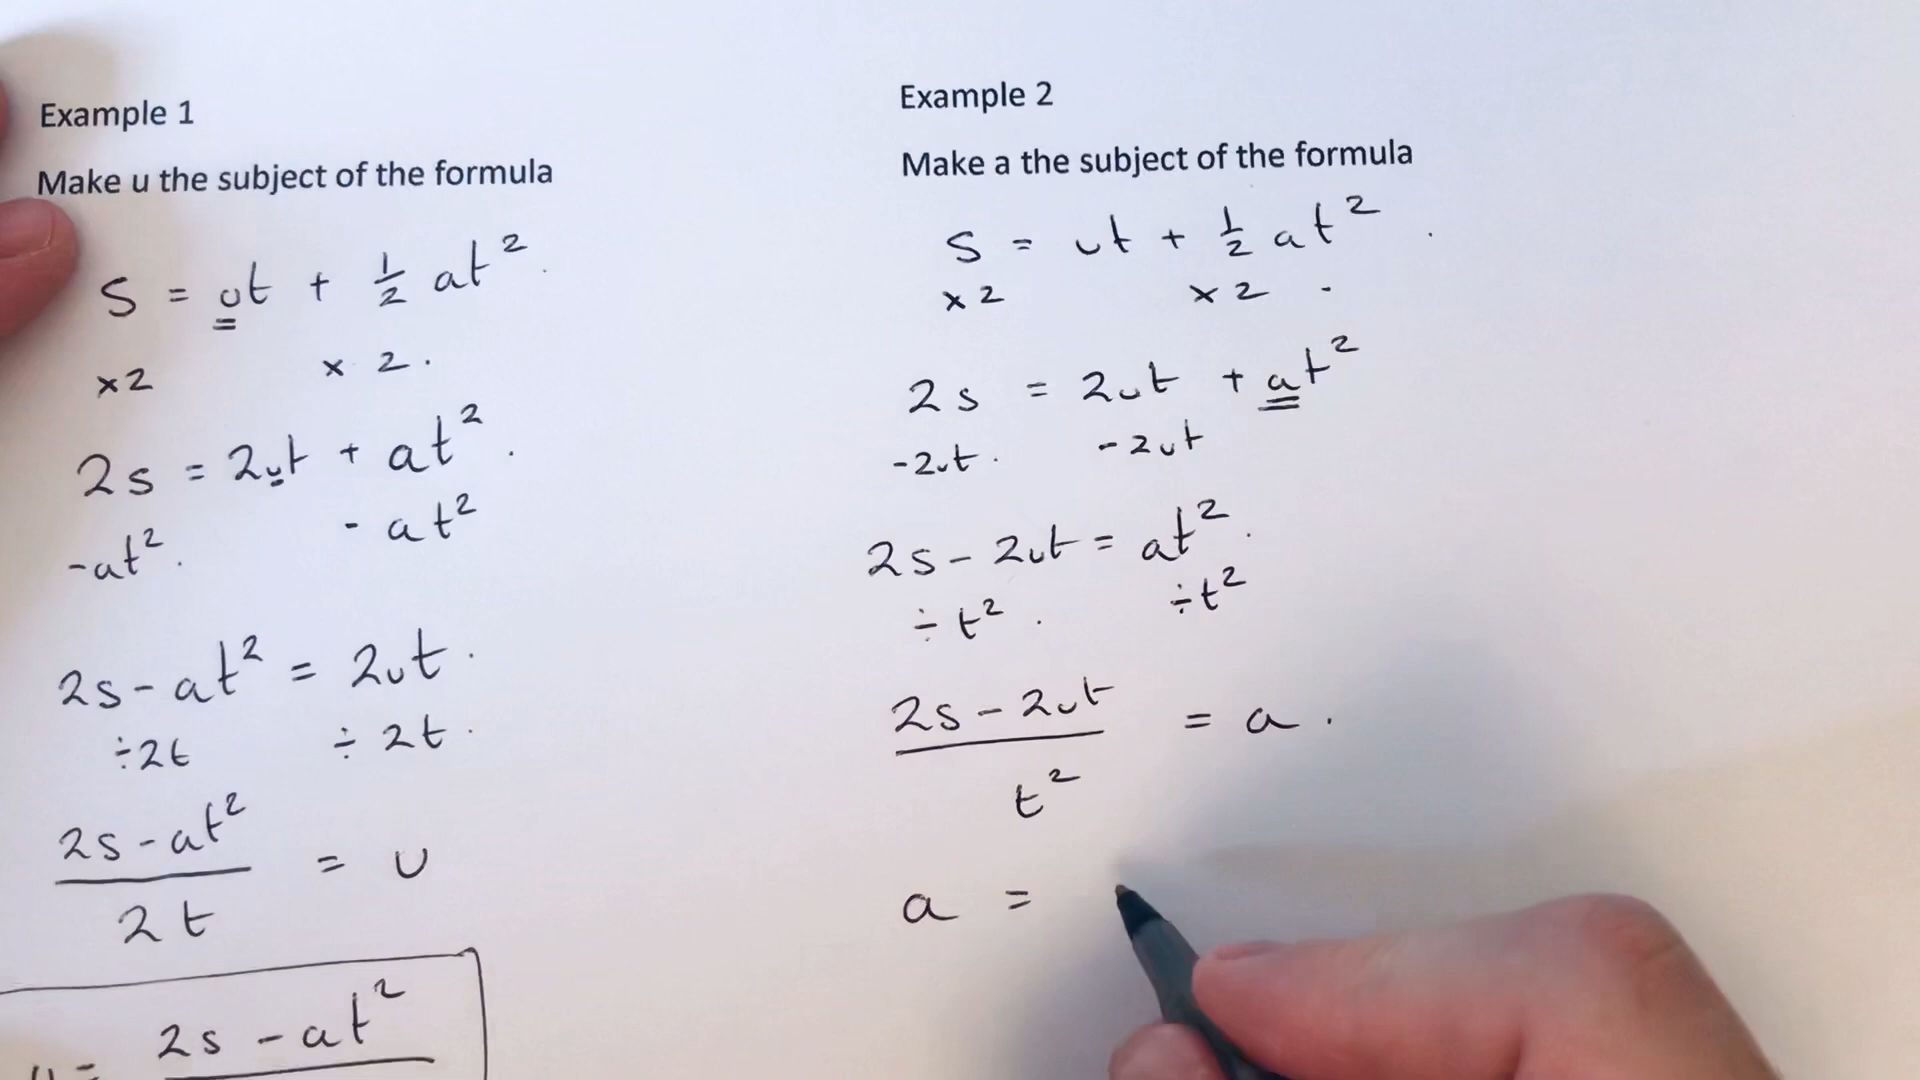 Example 1
Make u the subject of the formula
S = ut + 1/2 at²
×2 × 2.
2s = 2ut + at².
-at². - at²
2s - at² = 2ut.
÷2t ÷ 2t.
2s - at²
= u
2t
2s - at²
Example 2
Make a the subject of the formula
S = ut + 1/2 at².
×2 ×2.
2s = 2ut + at²
-2ut. -2ut
2s - 2ut = at².
÷t². ÷t²
2s - 2ut
= a.
t²
a =